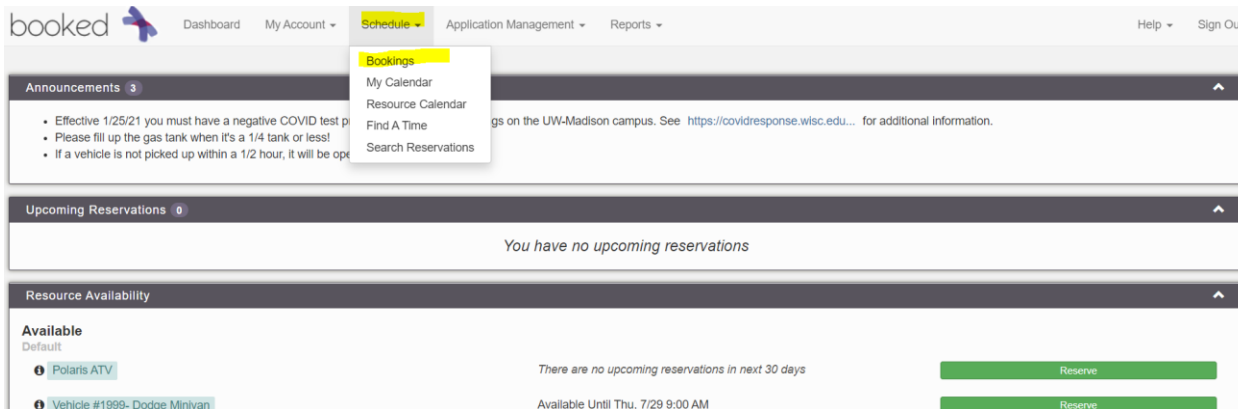 booked Dashboard My Account Schedule Application Management Reports Help Sign Ou
Bookings
My Calendar
Resource Calendar
Find A Time
Search Reservations
Announcements 3
• Effective 1/25/21 you must have a negative COVID test p gs on the UW-Madison campus. See https://covidresponse.wisc.edu... for additional information.
• Please fill up the gas tank when it's a 1/4 tank or less!
• If a vehicle is not picked up within a 1/2 hour, it will be ope
Upcoming Reservations 0
You have no upcoming reservations
Resource Availability
Available
Default
Polaris ATV There are no upcoming reservations in next 30 days Reserve
Vehicle #1999- Dodge Minivan Available Until Thu, 7/29 9:00 AM Reserve